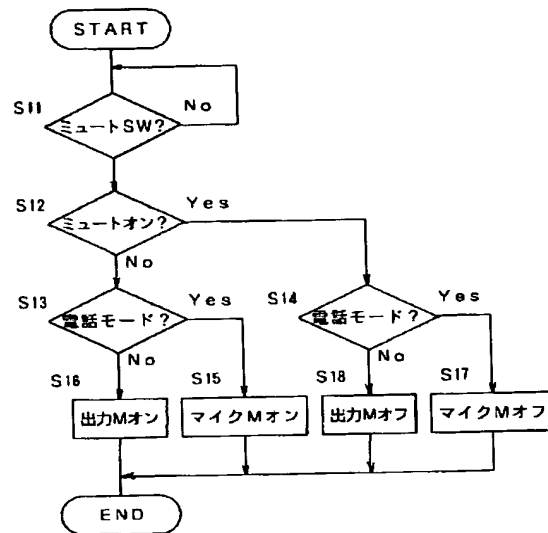 START
S11
No
ミュートSW?
S12
Yes
ミュートオン?
No
S13
Yes
電話モード?
No
S14
Yes
電話モード?
No
S16
出力Mオン
S15
マイクMオン
S18
出力Mオフ
S17
マイクMオフ
END